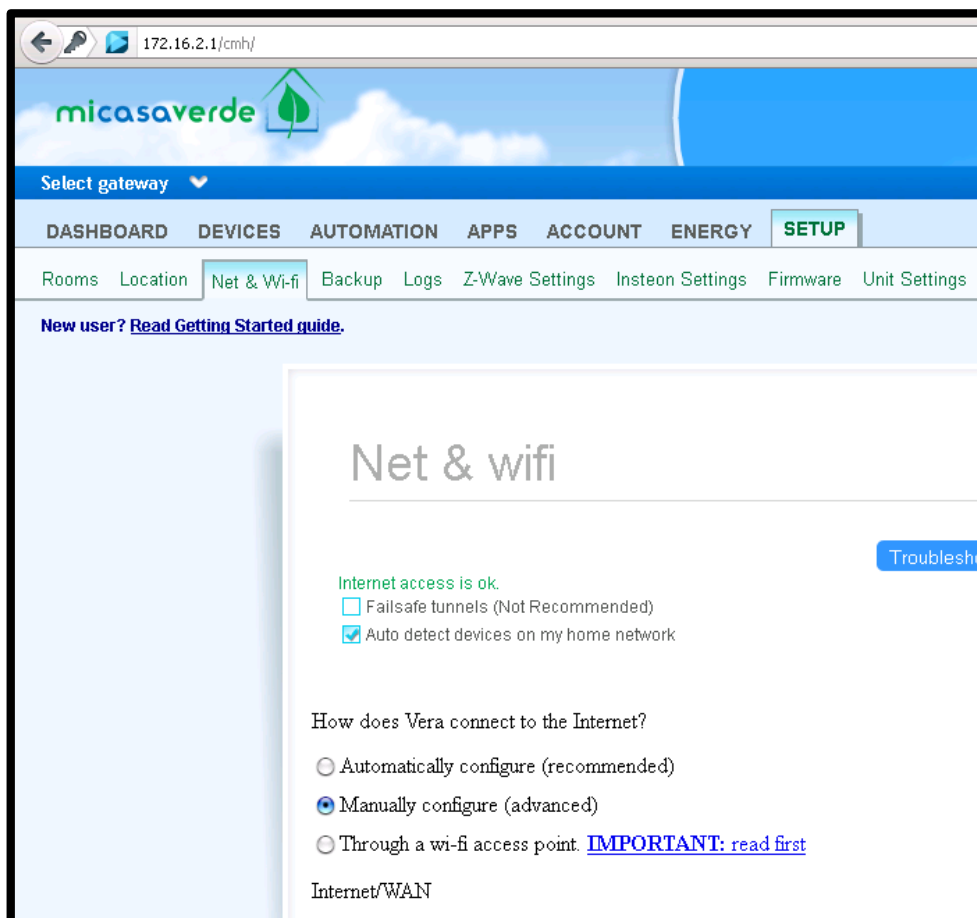 172.16.2.1/cmh/
micasaverde
Select gateway
DASHBOARD DEVICES AUTOMATION APPS ACCOUNT ENERGY SETUP
Rooms Location Net & Wi-fi Backup Logs Z-Wave Settings Insteon Settings Firmware Unit Settings
New user? Read Getting Started guide.
Net & wifi
Troublesh
Internet access is ok.
Failsafe tunnels (Not Recommended)
Auto detect devices on my home network
How does Vera connect to the Internet?
Automatically configure (recommended)
Manually configure (advanced)
Through a wi-fi access point. IMPORTANT: read first
Internet/WAN